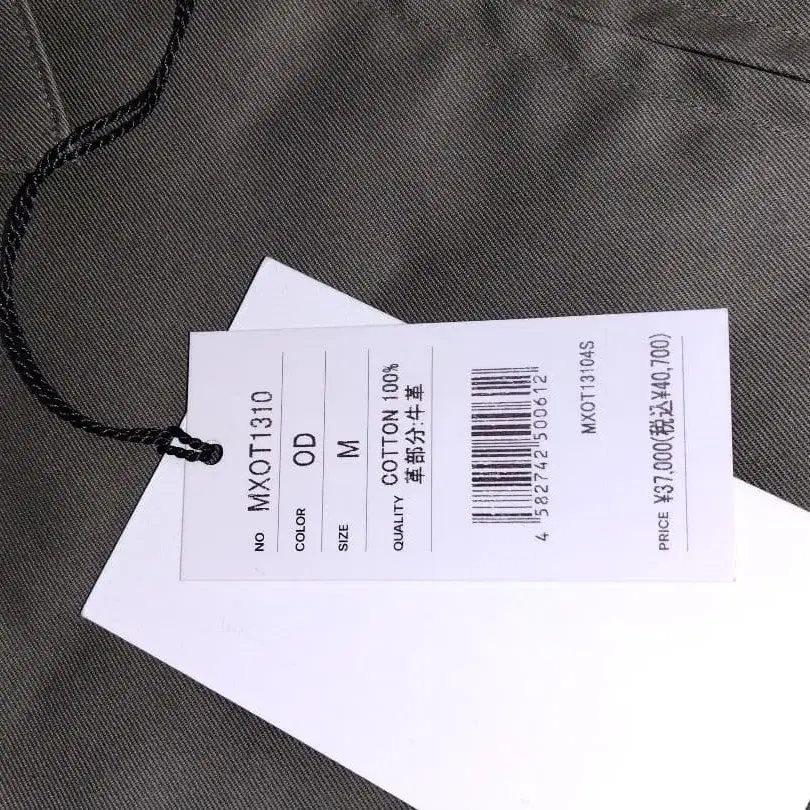 NO MXOT1310
COLOR OD
SIZE M
QUALITY COTTON 100%
革部分:牛革
4 582742 500612
MXOT13104S
PRICE ¥37,000(税込¥40,700)